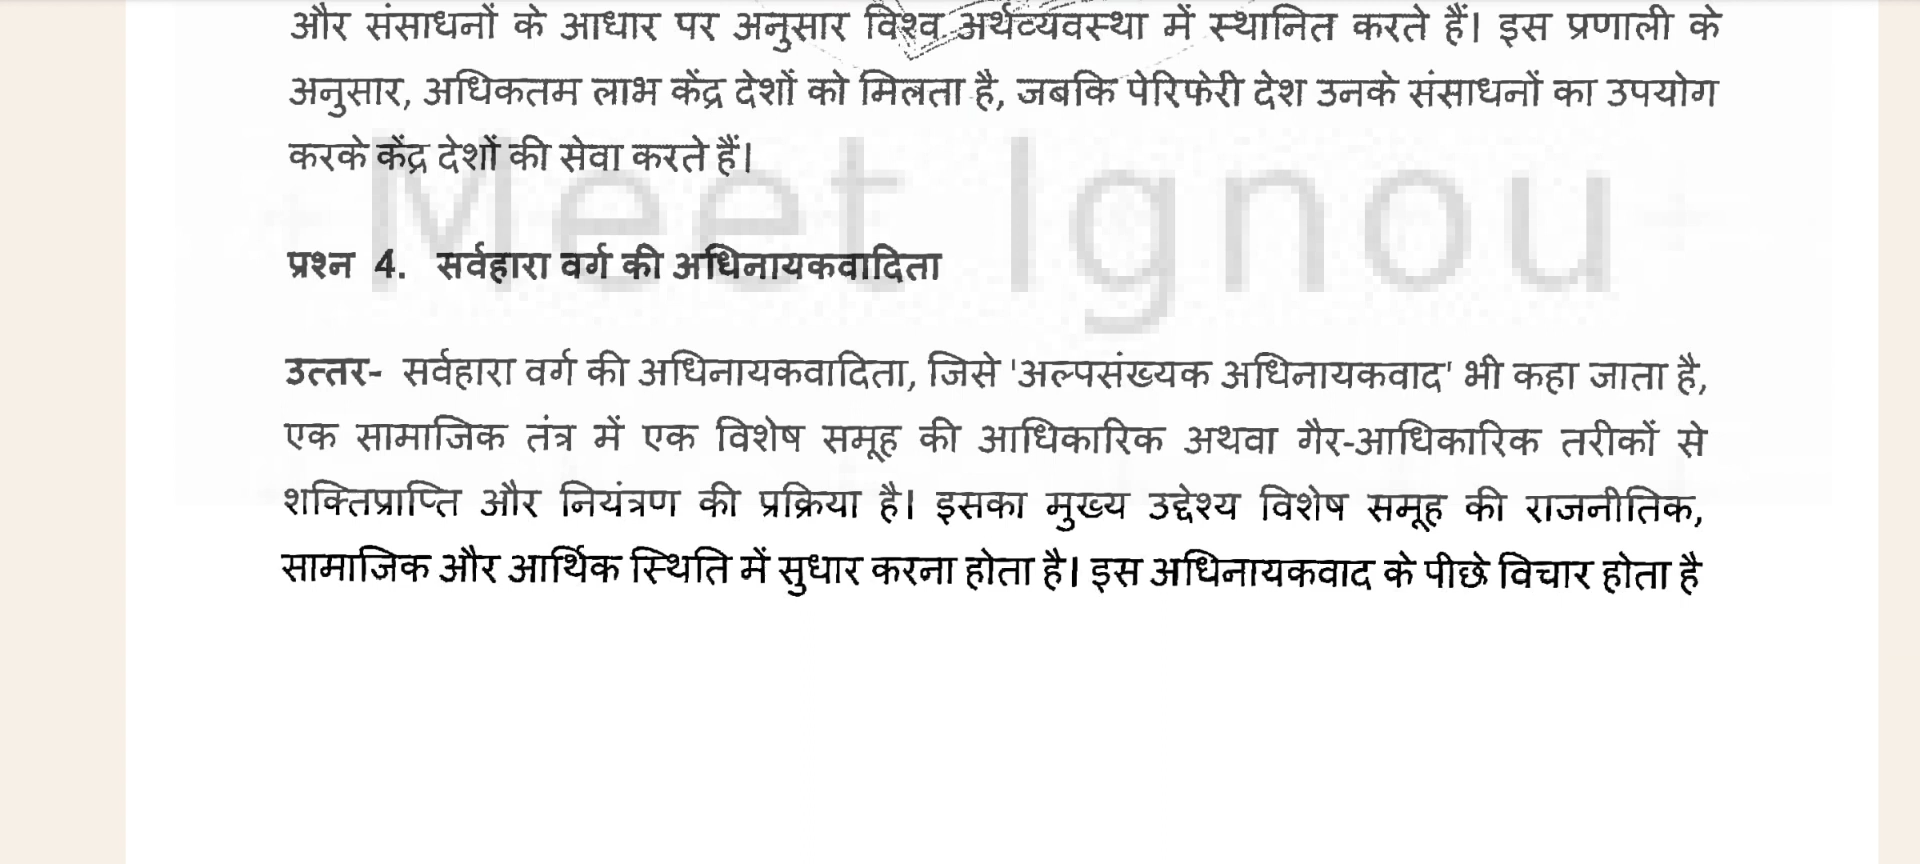 और संसाधनों के आधार पर अनुसार विश्व अर्थव्यवस्था में स्थानित करते हैं। इस प्रणाली के
अनुसार, अधिकतम लाभ केंद्र देशों को मिलता है, जबकि पेरिफेरी देश उनके संसाधनों का उपयोग
करके केंद्र देशों की सेवा करते हैं।
Meet Ignou
प्रश्न 4. सर्वहारा वर्ग की अधिनायकवादिता
उत्तर- सर्वहारा वर्ग की अधिनायकवादिता, जिसे 'अल्पसंख्यक अधिनायकवाद' भी कहा जाता है,
एक सामाजिक तंत्र में एक विशेष समूह की आधिकारिक अथवा गैर-आधिकारिक तरीकों से
शक्तिप्राप्ति और नियंत्रण की प्रक्रिया है। इसका मुख्य उद्देश्य विशेष समूह की राजनीतिक,
सामाजिक और आर्थिक स्थिति में सुधार करना होता है। इस अधिनायकवाद के पीछे विचार होता है